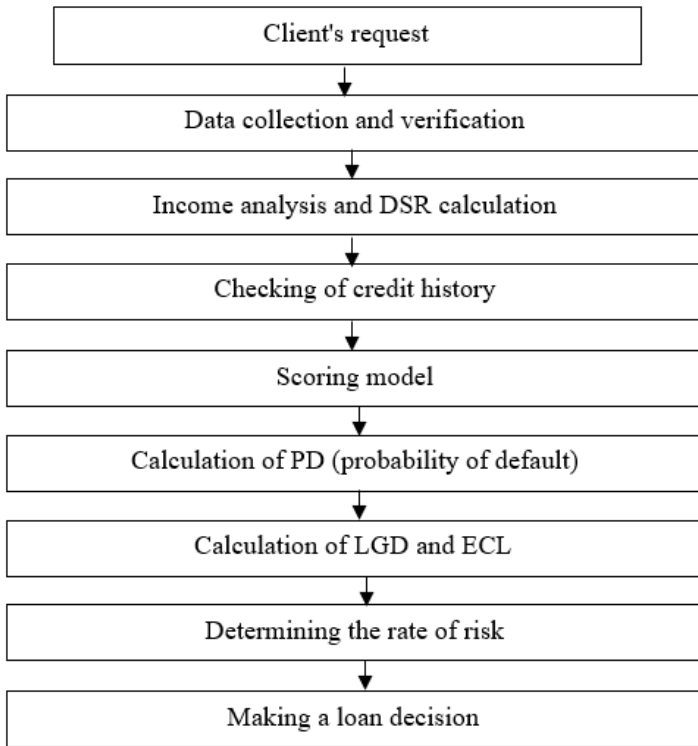 Client's request
Data collection and verification
Income analysis and DSR calculation
Checking of credit history
Scoring model
Calculation of PD (probability of default)
Calculation of LGD and ECL
Determining the rate of risk
Making a loan decision